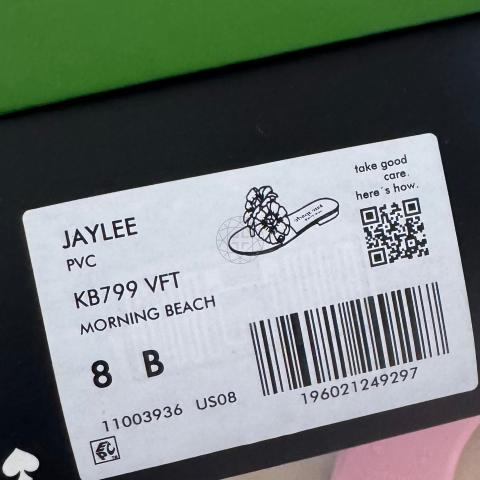 take good
care.
here's how.
JAYLEE
PVC
KB799 VFT
MORNING BEACH
8 B
11003936 US08
196021249297